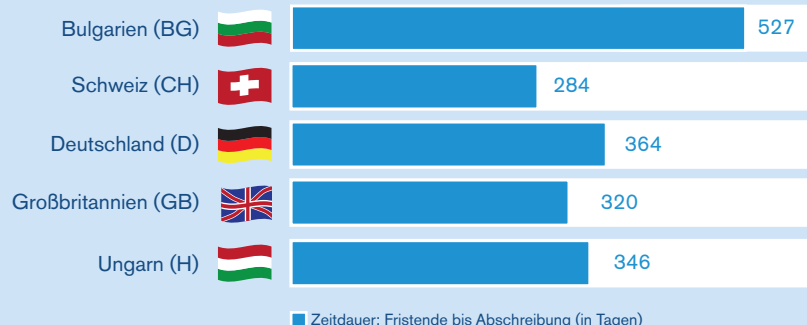 Bulgarien (BG) 527
Schweiz (CH) 284
Deutschland (D) 364
Großbritannien (GB) 320
Ungarn (H) 346
Zeitdauer: Fristende bis Abschreibung (in Tagen)